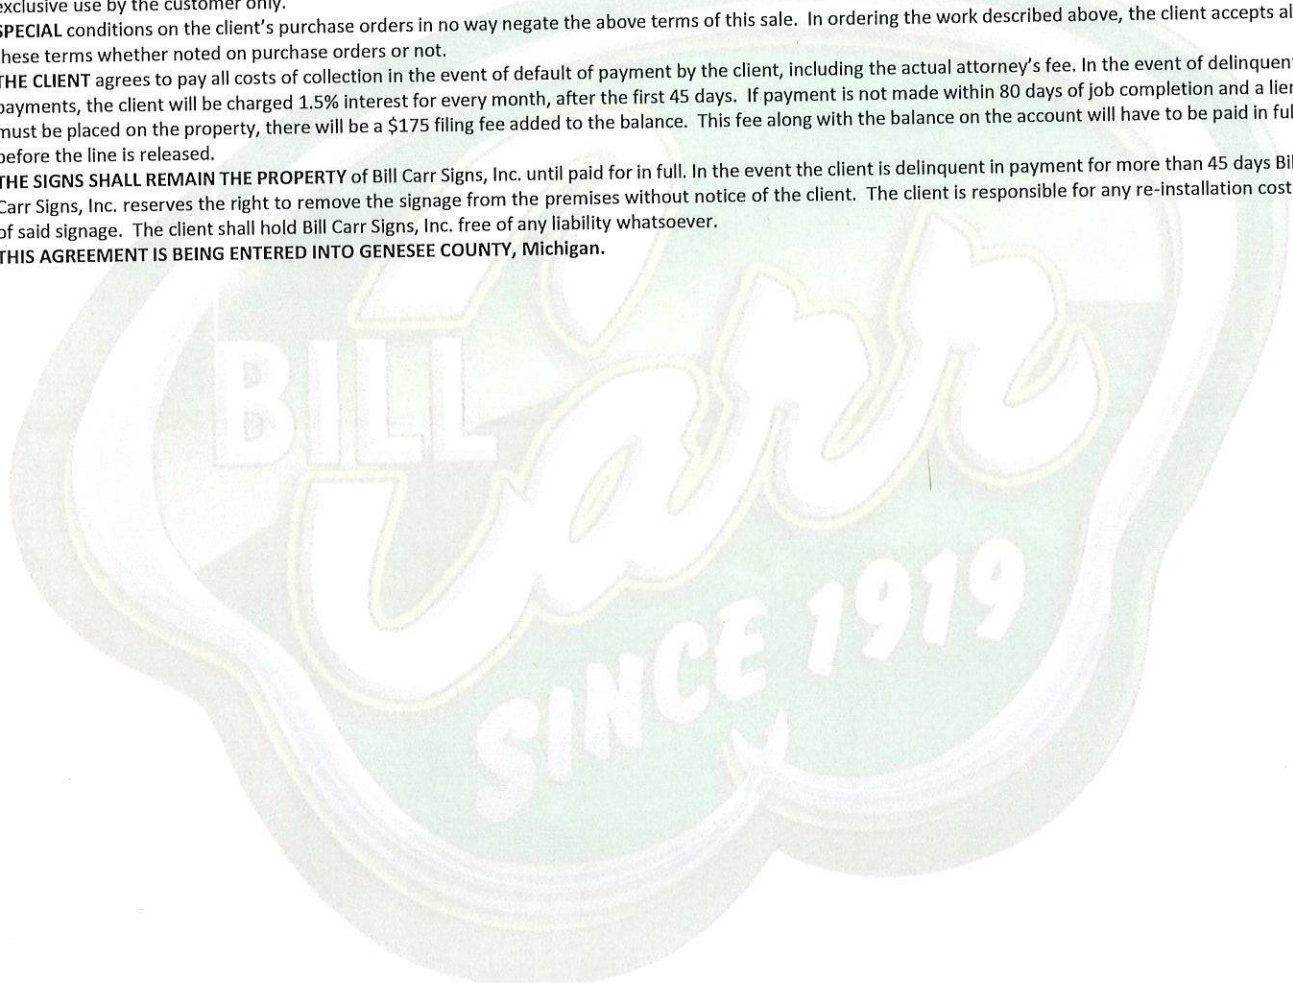 exclusive use by the customer only.
SPECIAL conditions on the client's purchase orders in no way negate the above terms of this sale. In ordering the work described above, the client accepts al
these terms whether noted on purchase orders or not.
THE CLIENT agrees to pay all costs of collection in the event of default of payment by the client, including the actual attorney's fee. In the event of delinquent
payments, the client will be charged 1.5% interest for every month, after the first 45 days. If payment is not made within 80 days of job completion and a lien
must be placed on the property, there will be a $175 filing fee added to the balance. This fee along with the balance on the account will have to be paid in ful
before the line is released.
THE SIGNS SHALL REMAIN THE PROPERTY of Bill Carr Signs, Inc. until paid for in full. In the event the client is delinquent in payment for more than 45 days Bil
Carr Signs, Inc. reserves the right to remove the signage from the premises without notice of the client. The client is responsible for any re-installation cost
of said signage. The client shall hold Bill Carr Signs, Inc. free of any liability whatsoever.
THIS AGREEMENT IS BEING ENTERED INTO GENESEE COUNTY, Michigan.
BILL
Carr
SINCE 1919